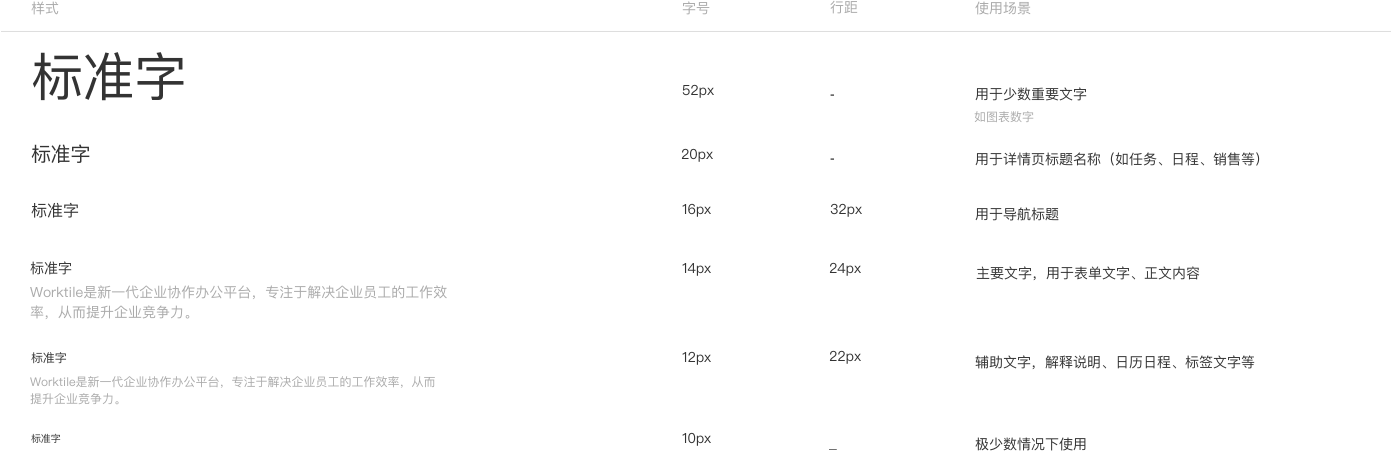 样式 字号 行距 使用场景
标准字 52px - 用于少数重要文字
如图表数字
标准字 20px - 用于详情页标题名称（如任务、日程、销售等）
标准字 16px 32px 用于导航标题
标准字 14px 24px 主要文字，用于表单文字、正文内容
Worktile是新一代企业协作办公平台，专注于解决企业员工的工作效
率，从而提升企业竞争力。
标准字 12px 22px 辅助文字，解释说明、日历日程、标签文字等
Worktile是新一代企业协作办公平台，专注于解决企业员工的工作效率，从而
提升企业竞争力。
标准字 10px _ 极少数情况下使用